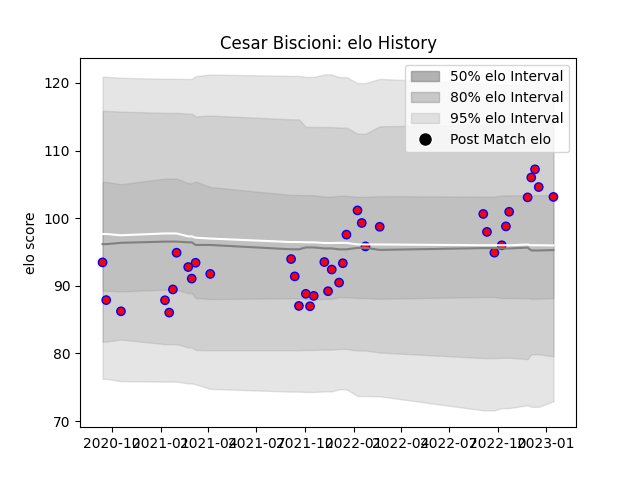 Cesar Biscioni: elo History
120
110
100
90
80
70
elo score
50% elo Interval
80% elo Interval
95% elo Interval
Post Match elo
2020-10 2021-01 2021-04 2021-07 2021-10 2022-01 2022-04 2022-07 2022-10 2023-01